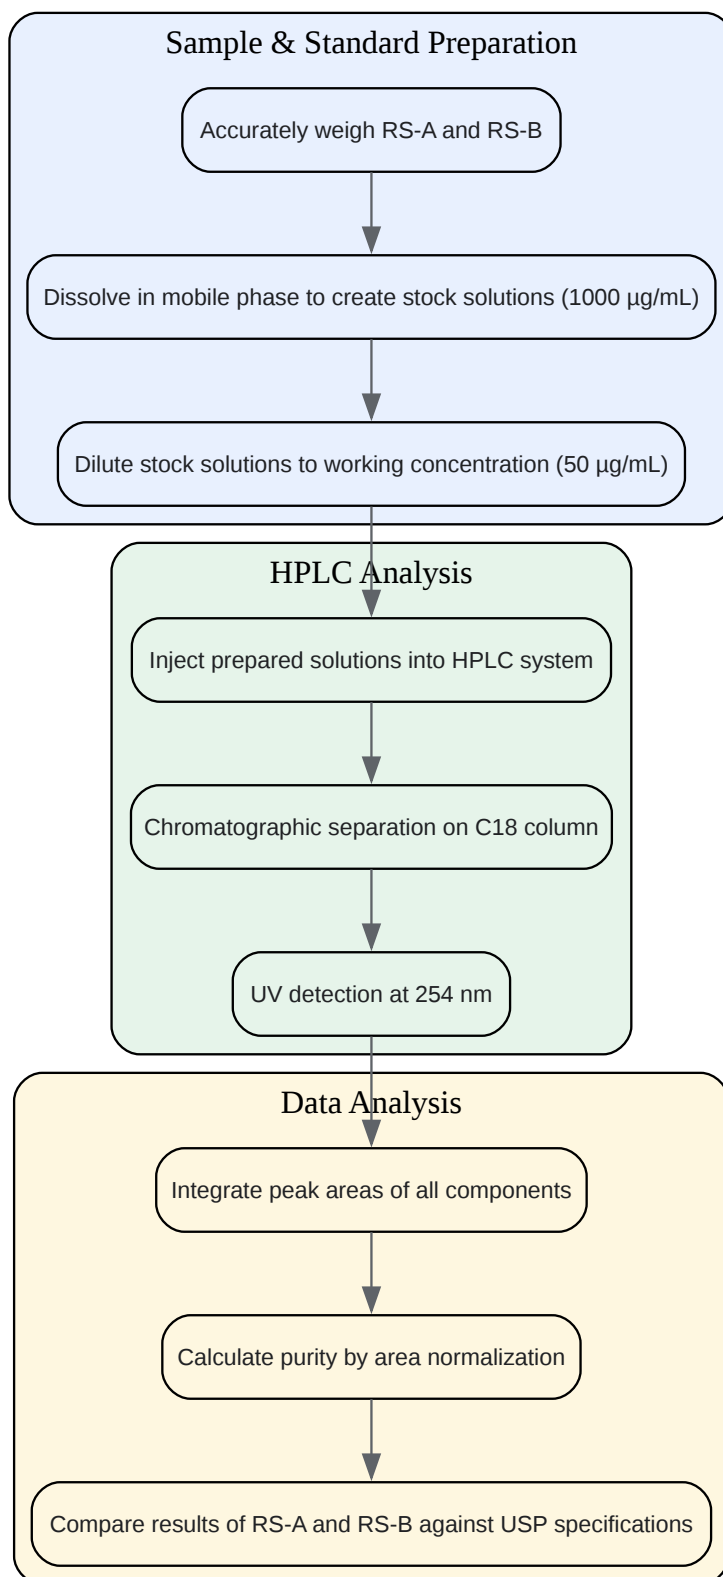 Sample & Standard Preparation
Accurately weigh RS-A and RS-B
Dissolve in mobile phase to create stock solutions (1000 µg/mL)
Dilute stock solutions to working concentration (50 µg/mL)
HPLC Analysis
Inject prepared solutions into HPLC system
Chromatographic separation on C18 column
UV detection at 254 nm
Data Analysis
Integrate peak areas of all components
Calculate purity by area normalization
Compare results of RS-A and RS-B against USP specifications